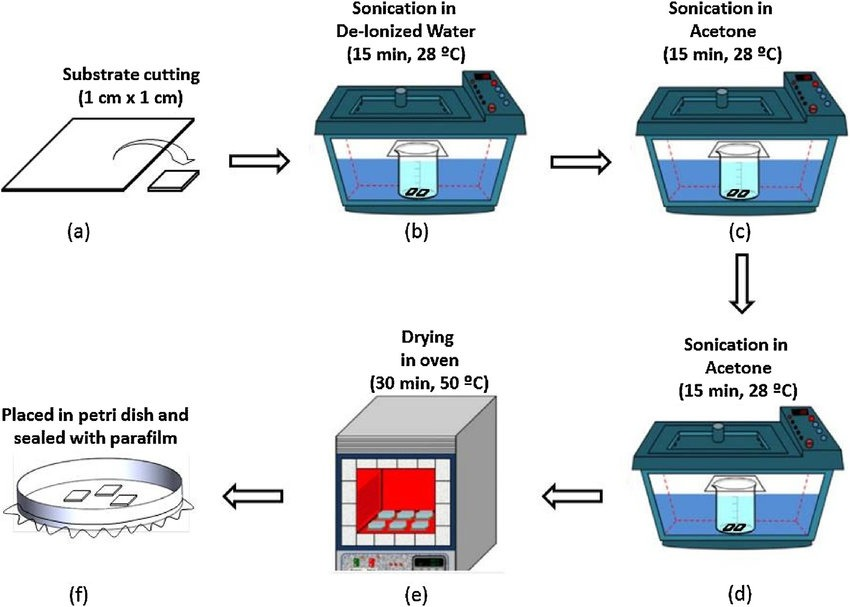 Substrate cutting
(1 cm x 1 cm)
(a)
Sonication in
De-Ionized Water
(15 min, 28 ºC)
(b)
Sonication in
Acetone
(15 min, 28 ºC)
(c)
Sonication in
Acetone
(15 min, 28 ºC)
(d)
Drying
in oven
(30 min, 50 ºC)
(e)
Placed in petri dish and
sealed with parafilm
(f)